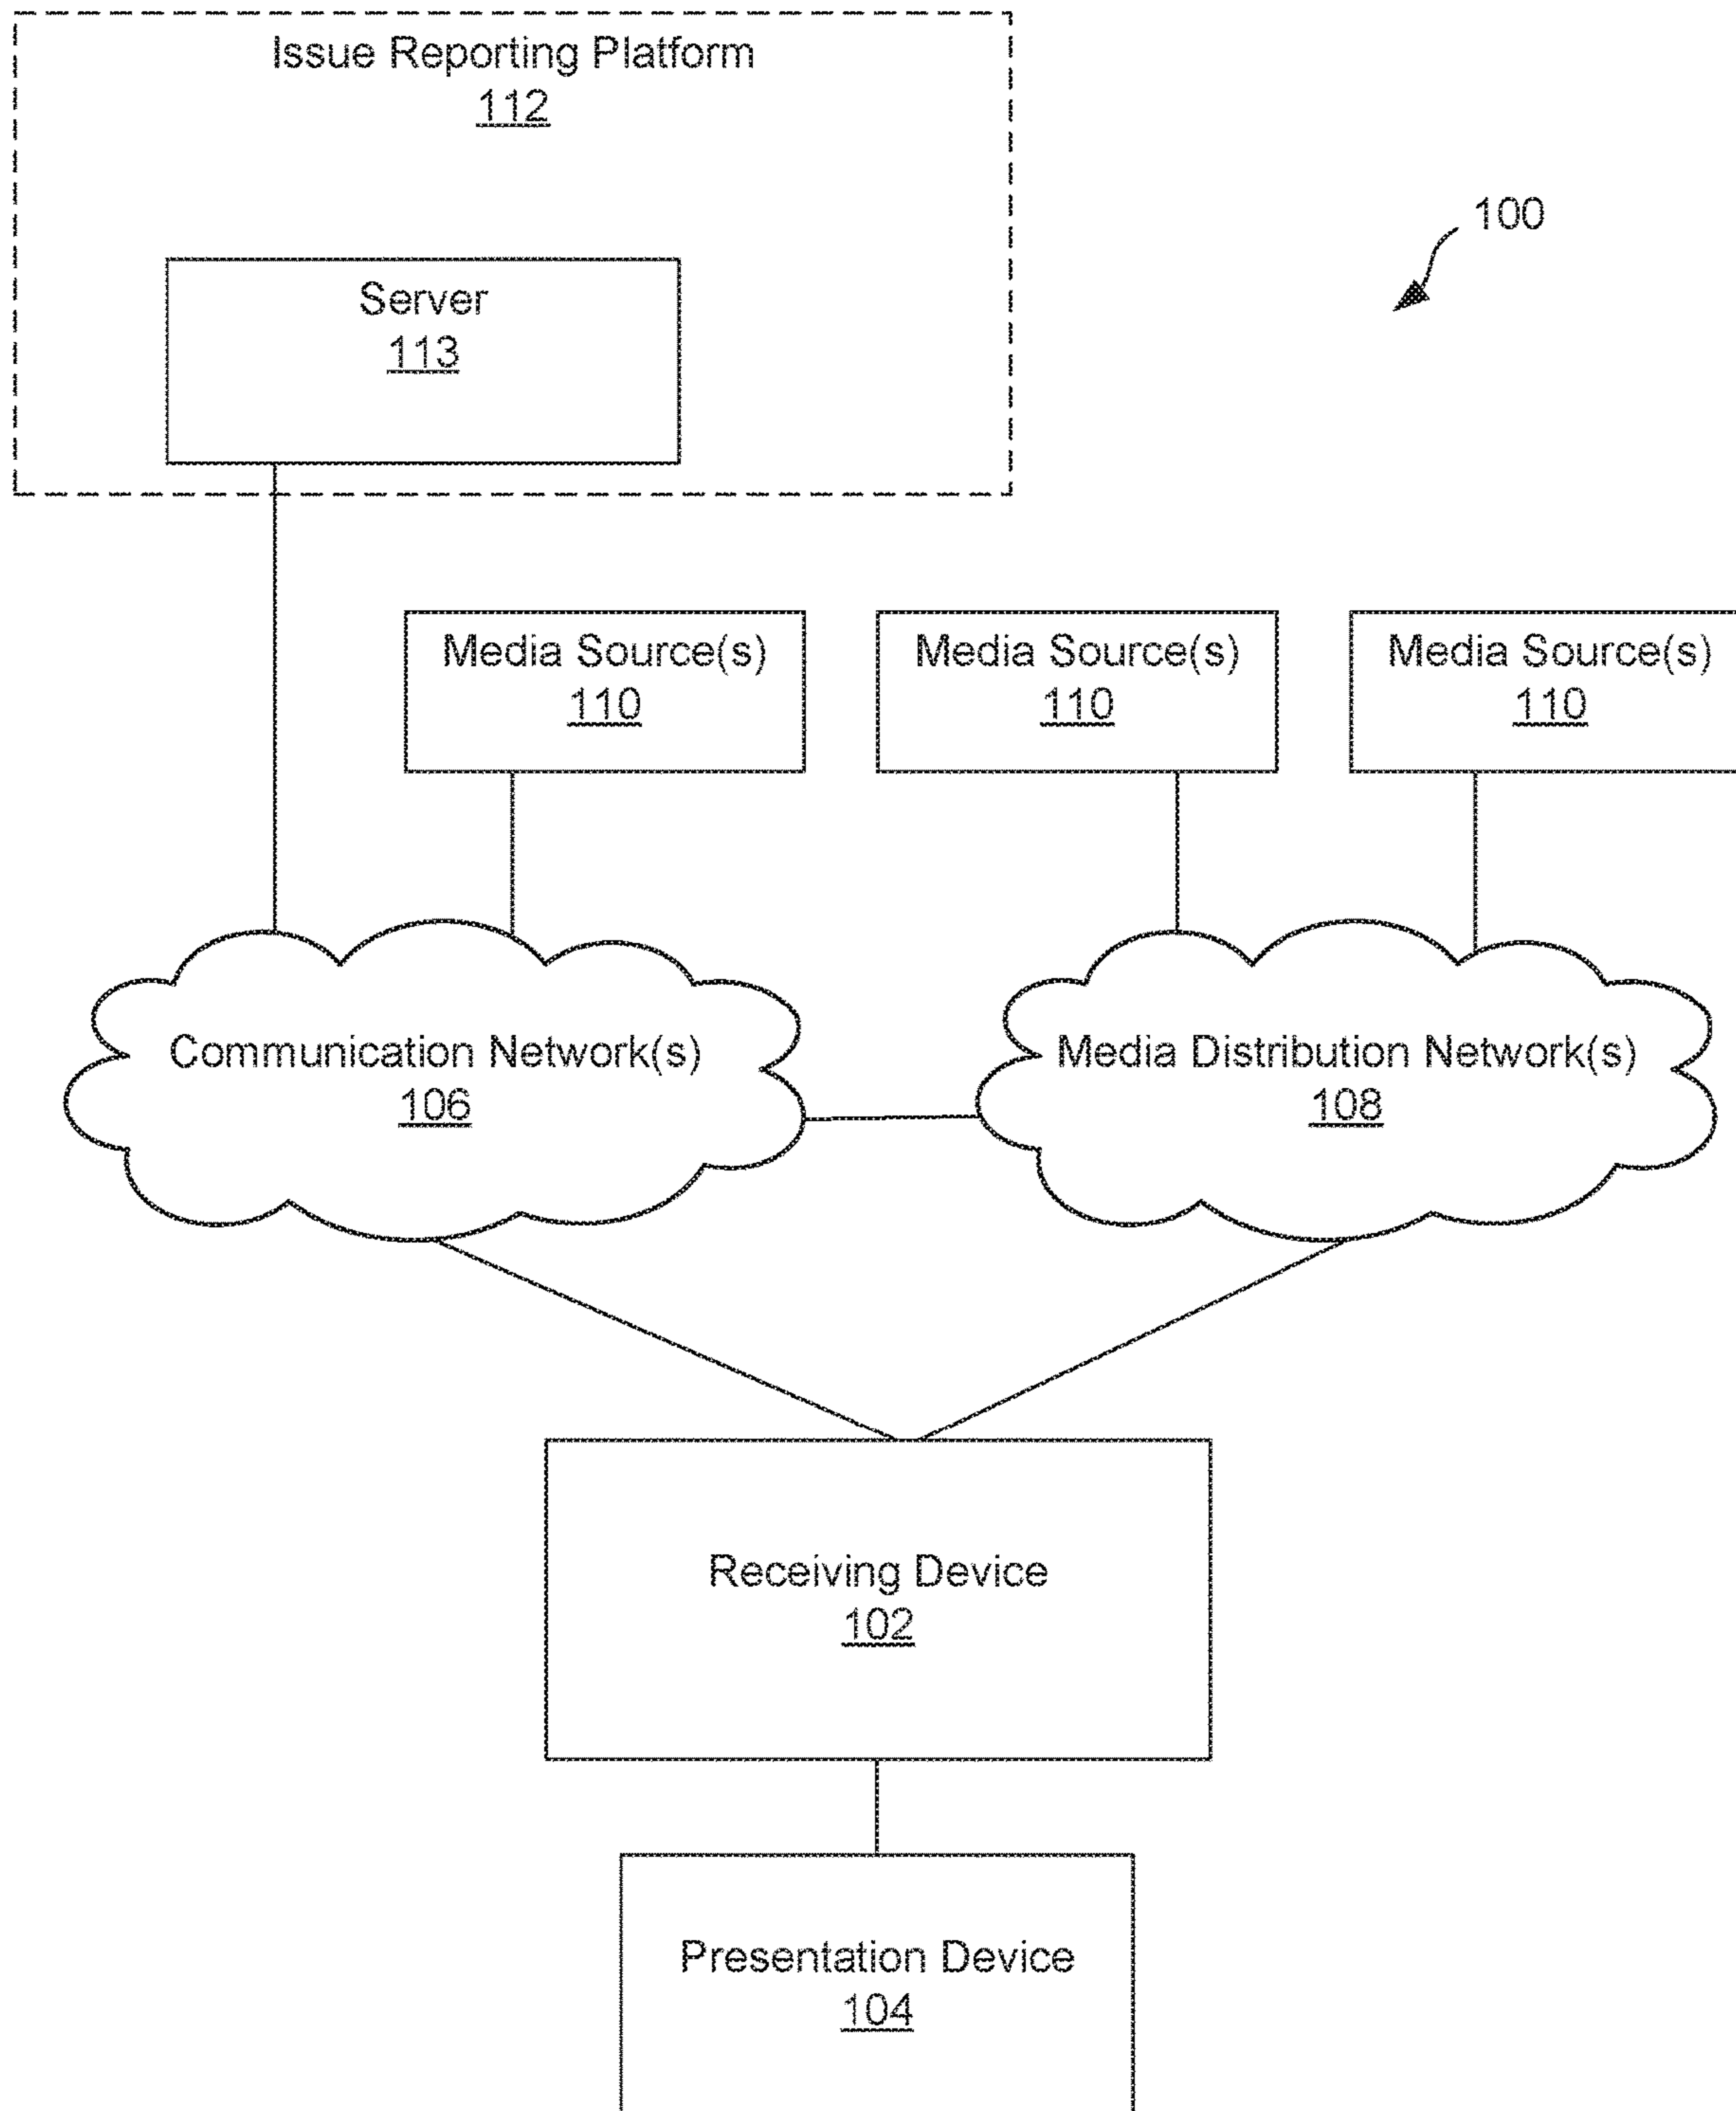 Issue Reporting Platform
112
100
Server
113
Media Source(s)
110
Media Source(s)
110
Media Source(s)
110
Communication Network(s)
106
Media Distribution Network(s)
108
Receiving Device
102
Presentation Device
104